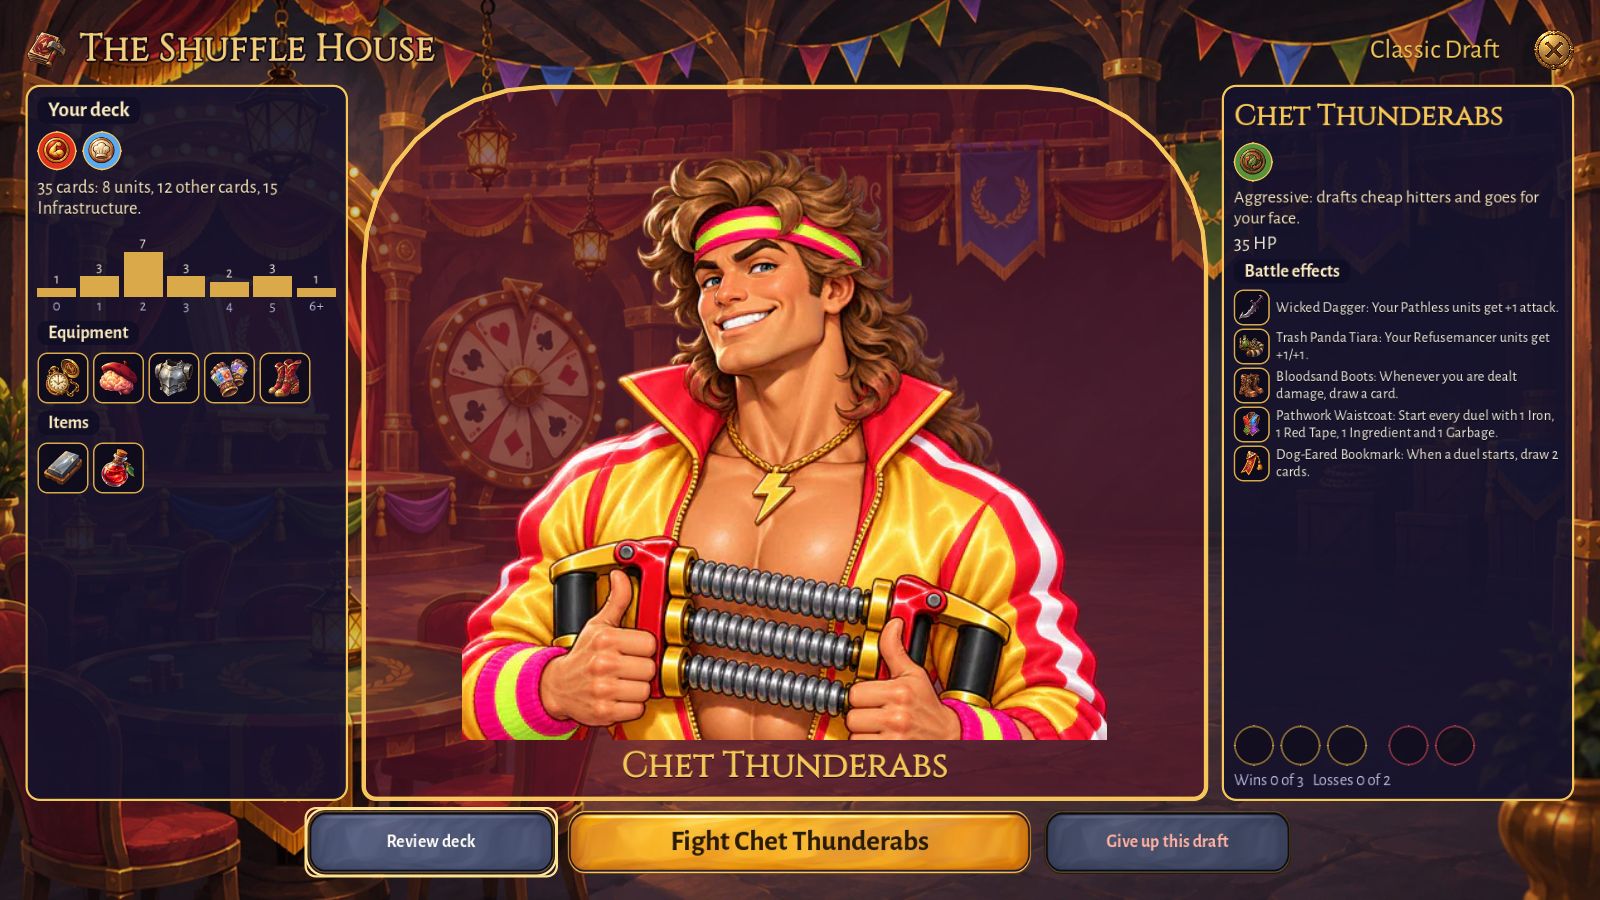 The Shuffle House
Classic Draft
Your deck
35 cards: 8 units, 12 other cards, 15
Infrastructure.
1 3 7 3 2 3 1
0 1 2 3 4 5 6+
Equipment
Items
Chet Thunderabs
Chet Thunderabs
Aggressive: drafts cheap hitters and goes for
your face.
35 HP
Battle effects
Wicked Dagger: Your Pathless units get +1 attack.
Trash Panda Tiara: Your Refusemancer units get
+1/+1.
Bloodsand Boots: Whenever you are dealt
damage, draw a card.
Pathwork Waistcoat: Start every duel with 1 Iron,
1 Red Tape, 1 Ingredient and 1 Garbage.
Dog-Eared Bookmark: When a duel starts, draw 2
cards.
Wins 0 of 3 Losses 0 of 2
Review deck
Fight Chet Thunderabs
Give up this draft